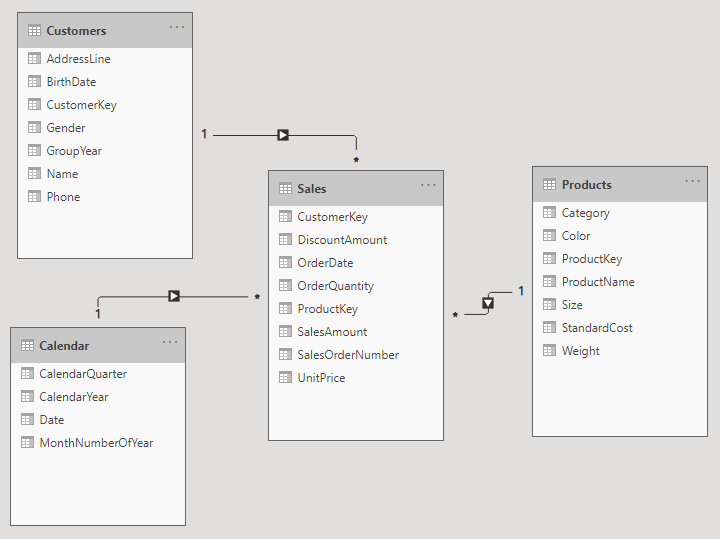 Customers
AddressLine
BirthDate
CustomerKey
Gender
GroupYear
Name
Phone
1
*
Sales
CustomerKey
DiscountAmount
OrderDate
OrderQuantity
ProductKey
SalesAmount
SalesOrderNumber
UnitPrice
Products
Category
Color
ProductKey
ProductName
Size
StandardCost
Weight
1
*
1
*
Calendar
CalendarQuarter
CalendarYear
Date
MonthNumberOfYear